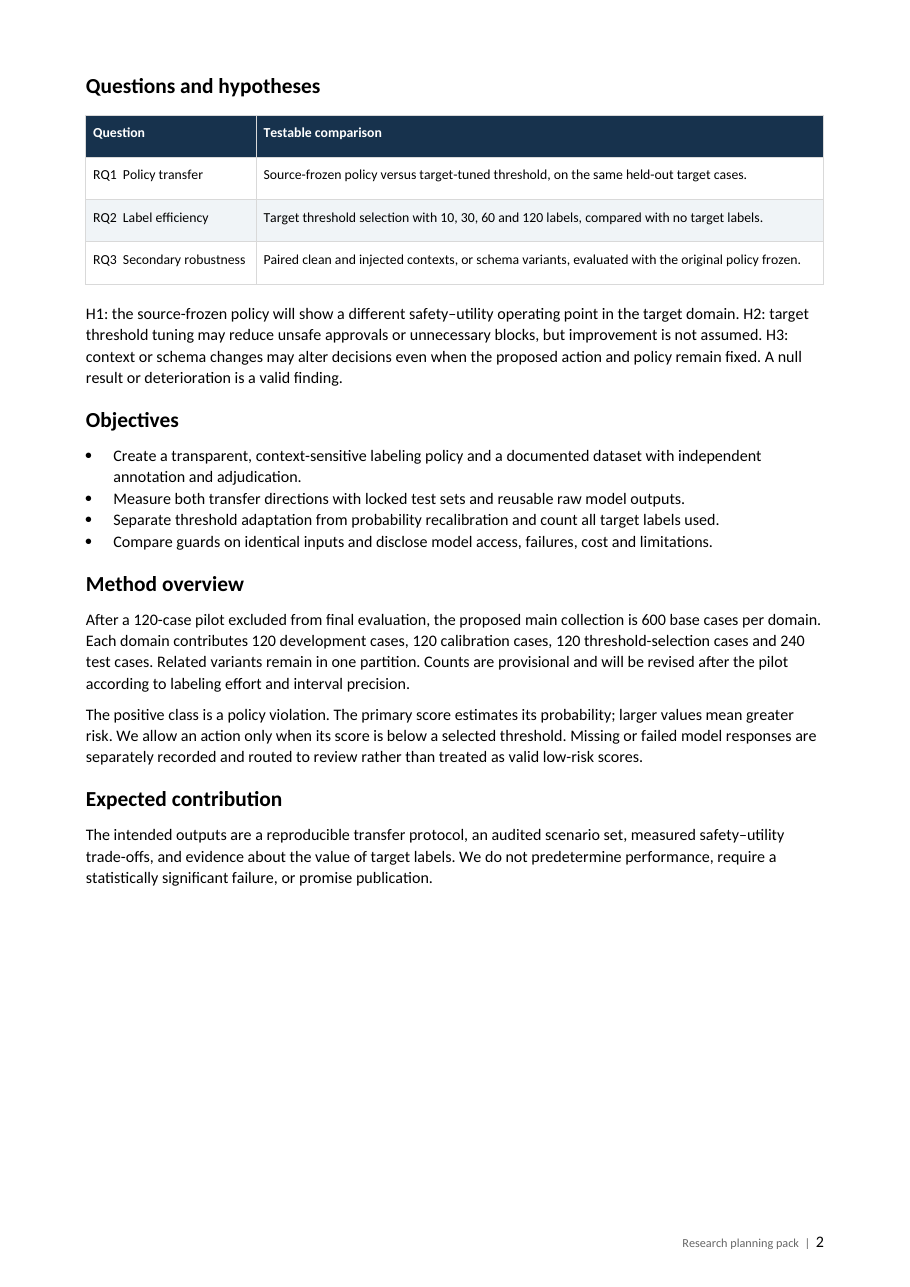 Questions and hypotheses
Question Testable comparison
RQ1 Policy transfer Source-frozen policy versus target-tuned threshold, on the same held-out target cases.
RQ2 Label efficiency Target threshold selection with 10, 30, 60 and 120 labels, compared with no target labels.
RQ3 Secondary robustness Paired clean and injected contexts, or schema variants, evaluated with the original policy frozen.
H1: the source-frozen policy will show a different safety–utility operating point in the target domain. H2: target
threshold tuning may reduce unsafe approvals or unnecessary blocks, but improvement is not assumed. H3:
context or schema changes may alter decisions even when the proposed action and policy remain fixed. A null
result or deterioration is a valid finding.
Objectives
• Create a transparent, context-sensitive labeling policy and a documented dataset with independent
annotation and adjudication.
• Measure both transfer directions with locked test sets and reusable raw model outputs.
• Separate threshold adaptation from probability recalibration and count all target labels used.
• Compare guards on identical inputs and disclose model access, failures, cost and limitations.
Method overview
After a 120-case pilot excluded from final evaluation, the proposed main collection is 600 base cases per domain.
Each domain contributes 120 development cases, 120 calibration cases, 120 threshold-selection cases and 240
test cases. Related variants remain in one partition. Counts are provisional and will be revised after the pilot
according to labeling effort and interval precision.
The positive class is a policy violation. The primary score estimates its probability; larger values mean greater
risk. We allow an action only when its score is below a selected threshold. Missing or failed model responses are
separately recorded and routed to review rather than treated as valid low-risk scores.
Expected contribution
The intended outputs are a reproducible transfer protocol, an audited scenario set, measured safety–utility
trade-offs, and evidence about the value of target labels. We do not predetermine performance, require a
statistically significant failure, or promise publication.
Research planning pack | 2